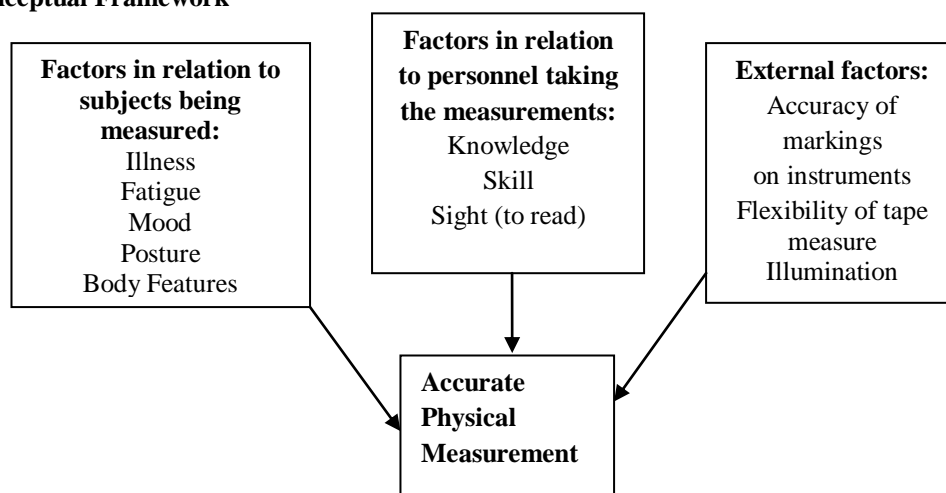 ceptual Framework
Factors in relation to
subjects being
measured:
Illness
Fatigue
Mood
Posture
Body Features
Factors in relation
to personnel taking
the measurements:
Knowledge
Skill
Sight (to read)
External factors:
Accuracy of
markings
on instruments
Flexibility of tape
measure
Illumination
Accurate
Physical
Measurement